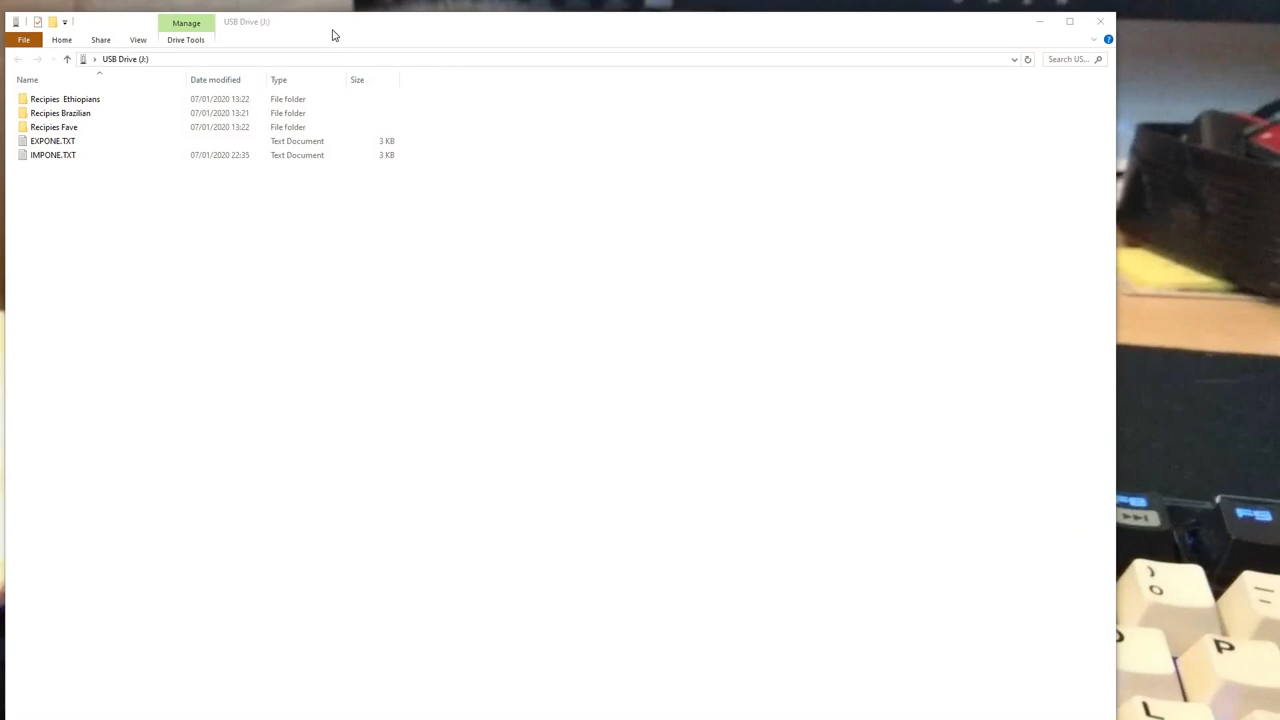 Manage USB Drive (J:)
File Home Share View Drive Tools
USB Drive (J:) Search US...
Name Date modified Type Size
Recipies  Ethiopians 07/01/2020 13:22 File folder
Recipies Brazilian 07/01/2020 13:21 File folder
Recipies Fave 07/01/2020 13:22 File folder
EXPONE.TXT Text Document 3 KB
IMPONE.TXT 07/01/2020 22:35 Text Document 3 KB
F8
F9
)
0
P
L